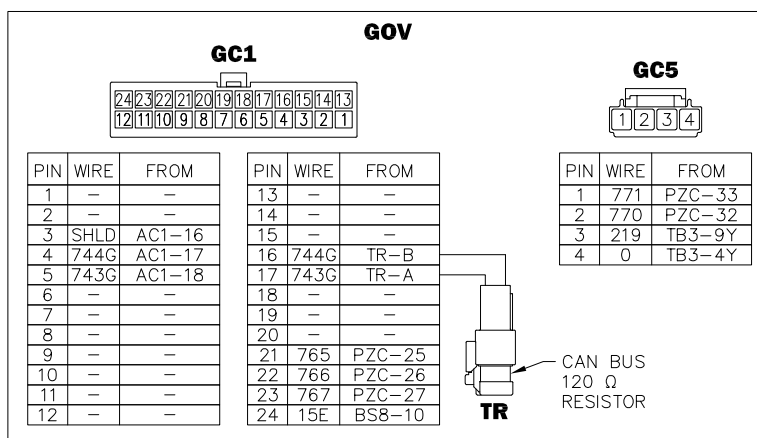 GOV
GC1
24 23 22 21 20 19 18 17 16 15 14 13
12 11 10 9 8 7 6 5 4 3 2 1
PIN WIRE FROM
1 – –
2 – –
3 SHLD AC1–16
4 744G AC1–17
5 743G AC1–18
6 – –
7 – –
8 – –
9 – –
10 – –
11 – –
12 – –
PIN WIRE FROM
13 – –
14 – –
15 – –
16 744G TR–B
17 743G TR–A
18 – –
19 – –
20 – –
21 765 PZC–25
22 766 PZC–26
23 767 PZC–27
24 15E BS8–10
TR
CAN BUS
120 Ω
RESISTOR
GC5
1 2 3 4
PIN WIRE FROM
1 771 PZC–33
2 770 PZC–32
3 219 TB3–9Y
4 0 TB3–4Y